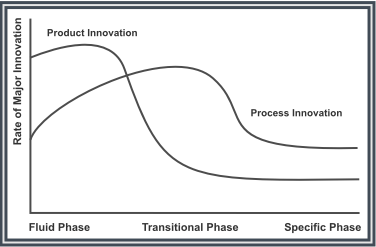 Product Innovation
Rate of Major Innovation
Process Innovation
Fluid Phase
Transitional Phase
Specific Phase